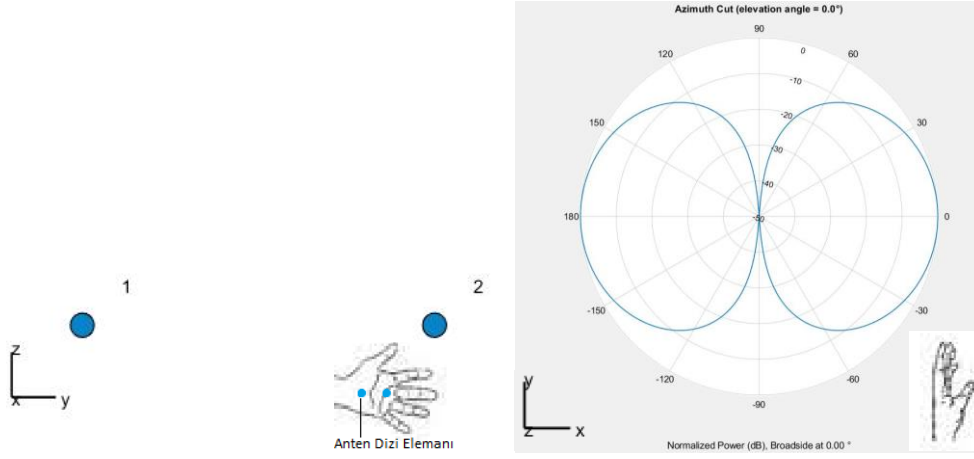 1
2
z
x
y
Anten Dizi Elemanı
Azimuth Cut (elevation angle = 0.0°)
90
120
60
0
-10
150
30
-20
-30
-40
180
-50
0
-150
-30
-120
-60
-90
y
z
x
Normalized Power (dB), Broadside at 0.00 °